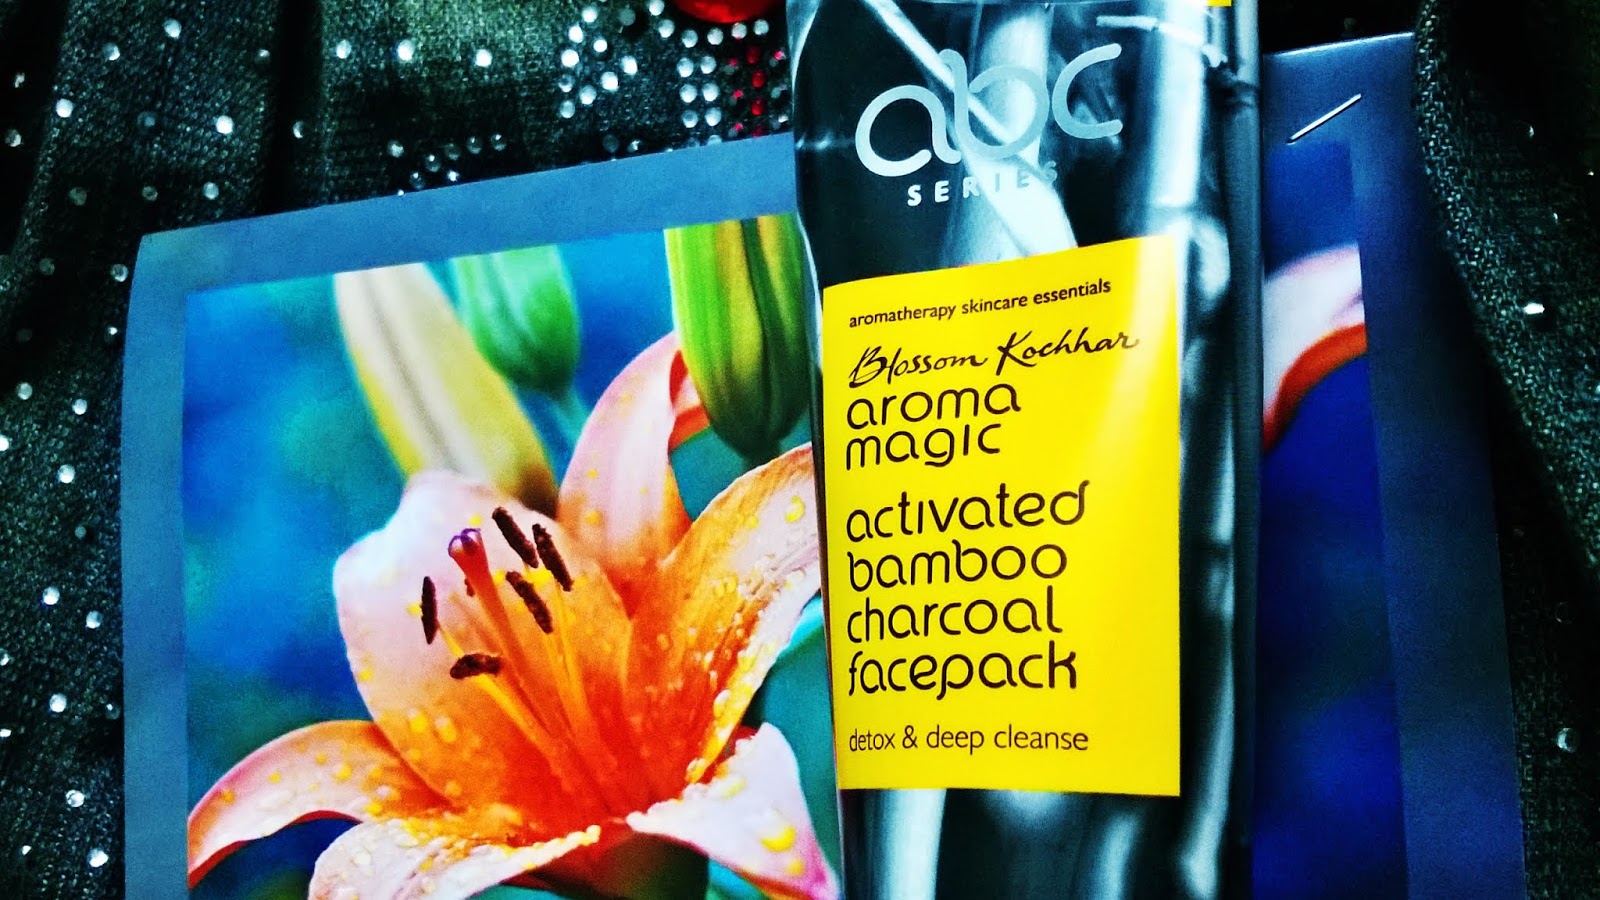 abc
SERIES
aromatherapy skincare essentials
Blossom Kochhar
aroma
magic
activated
bamboo
charcoal
facepack
detox & deep cleanse